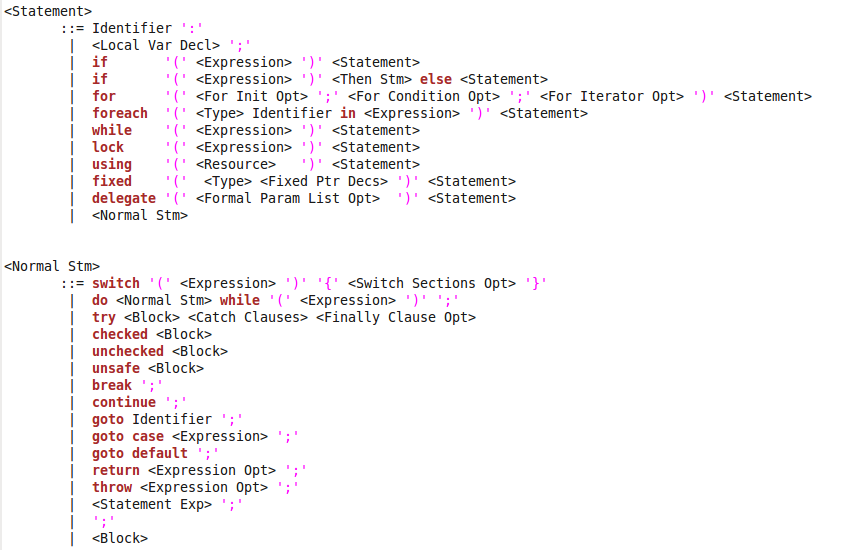 <Statement>
::= Identifier ':'
| <Local Var Decl> ';'
| if '(' <Expression> ')' <Statement>
| if '(' <Expression> ')' <Then Stm> else <Statement>
| for '(' <For Init Opt> ';' <For Condition Opt> ';' <For Iterator Opt> ')' <Statement>
| foreach '(' <Type> Identifier in <Expression> ')' <Statement>
| while '(' <Expression> ')' <Statement>
| lock '(' <Expression> ')' <Statement>
| using '(' <Resource> ')' <Statement>
| fixed '(' <Type> <Fixed Ptr Decs> ')' <Statement>
| delegate '(' <Formal Param List Opt> ')' <Statement>
| <Normal Stm>
<Normal Stm>
::= switch '(' <Expression> ')' '{' <Switch Sections Opt> '}'
| do <Normal Stm> while '(' <Expression> ')' ';'
| try <Block> <Catch Clauses> <Finally Clause Opt>
| checked <Block>
| unchecked <Block>
| unsafe <Block>
| break ';'
| continue ';'
| goto Identifier ';'
| goto case <Expression> ';'
| goto default ';'
| return <Expression Opt> ';'
| throw <Expression Opt> ';'
| <Statement Exp> ';'
| ';'
| <Block>